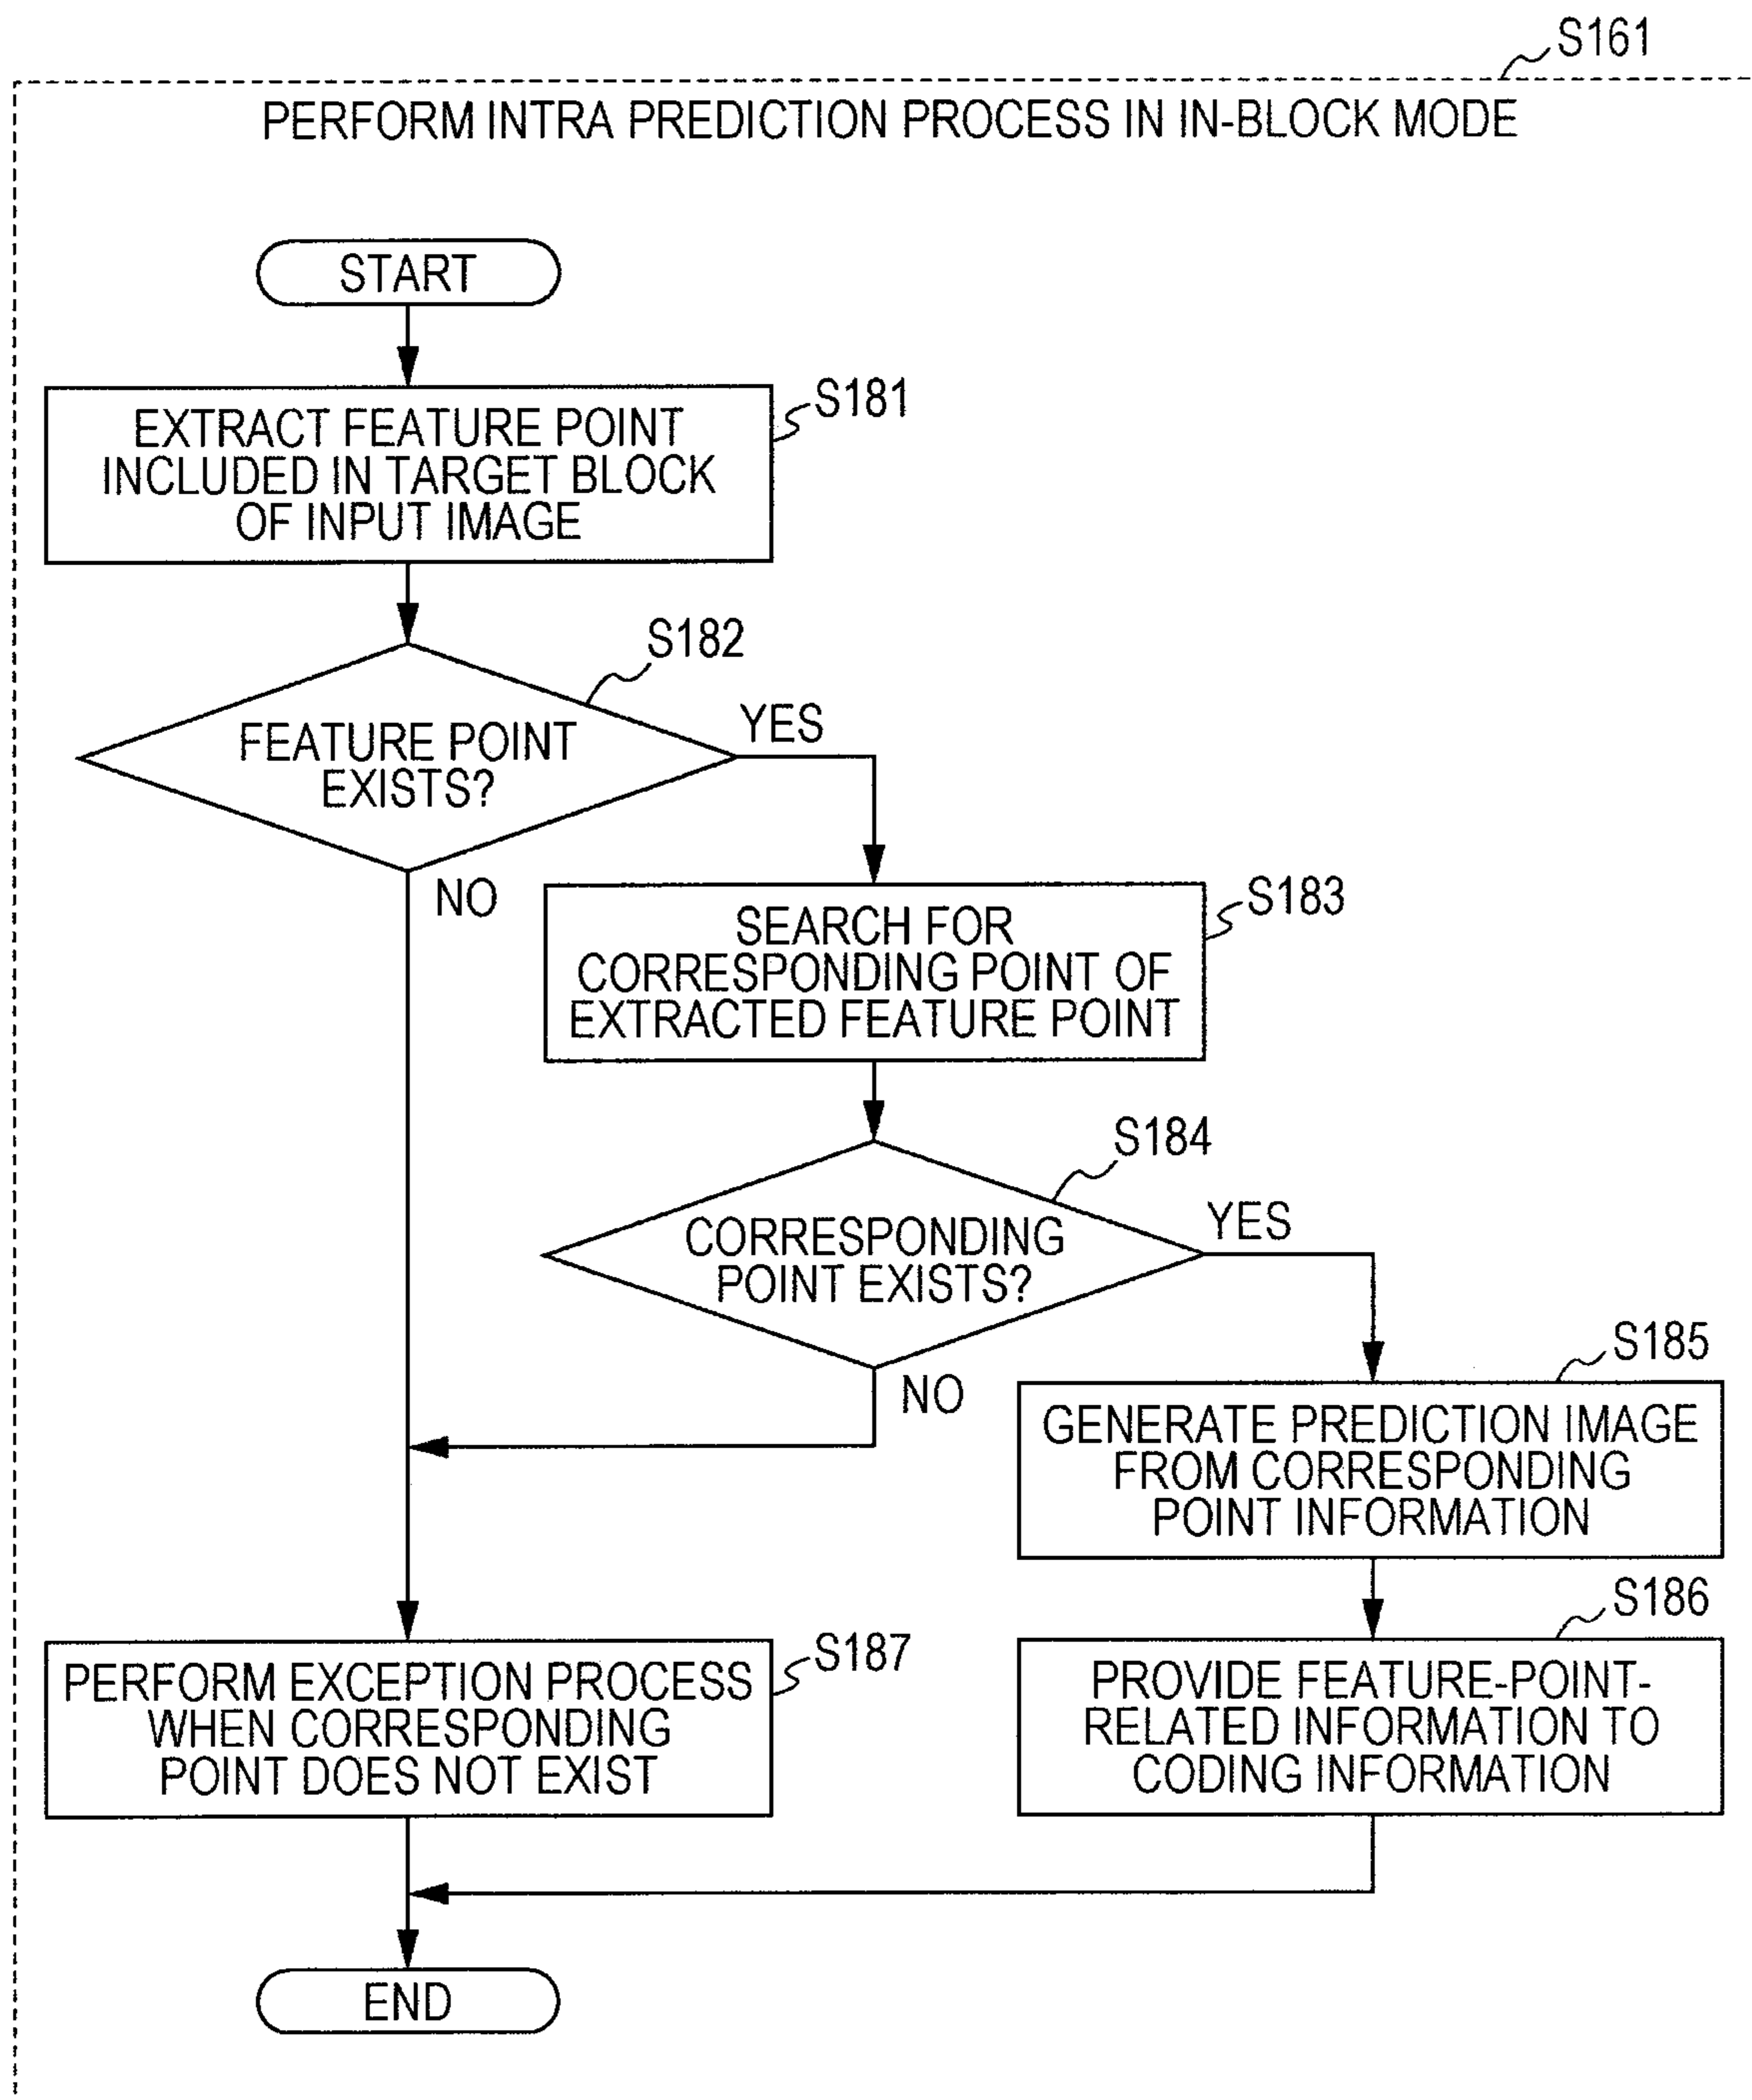 S161
PERFORM INTRA PREDICTION PROCESS IN IN-BLOCK MODE
START
S181
EXTRACT FEATURE POINT
INCLUDED IN TARGET BLOCK
OF INPUT IMAGE
S182
FEATURE POINT
EXISTS?
YES
NO
S183
SEARCH FOR
CORRESPONDING POINT OF
EXTRACTED FEATURE POINT
S184
CORRESPONDING
POINT EXISTS?
YES
NO
S185
GENERATE PREDICTION IMAGE
FROM CORRESPONDING
POINT INFORMATION
S186
PROVIDE FEATURE-POINT-
RELATED INFORMATION TO
CODING INFORMATION
S187
PERFORM EXCEPTION PROCESS
WHEN CORRESPONDING
POINT DOES NOT EXIST
END